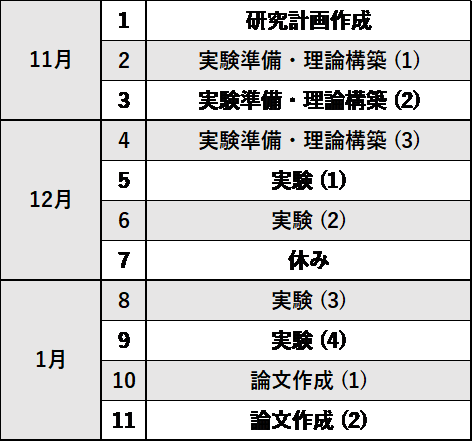 11月
1 研究計画作成
2 実験準備・理論構築 (1)
3 実験準備・理論構築 (2)
12月
4 実験準備・理論構築 (3)
5 実験 (1)
6 実験 (2)
7 休み
1月
8 実験 (3)
9 実験 (4)
10 論文作成 (1)
11 論文作成 (2)